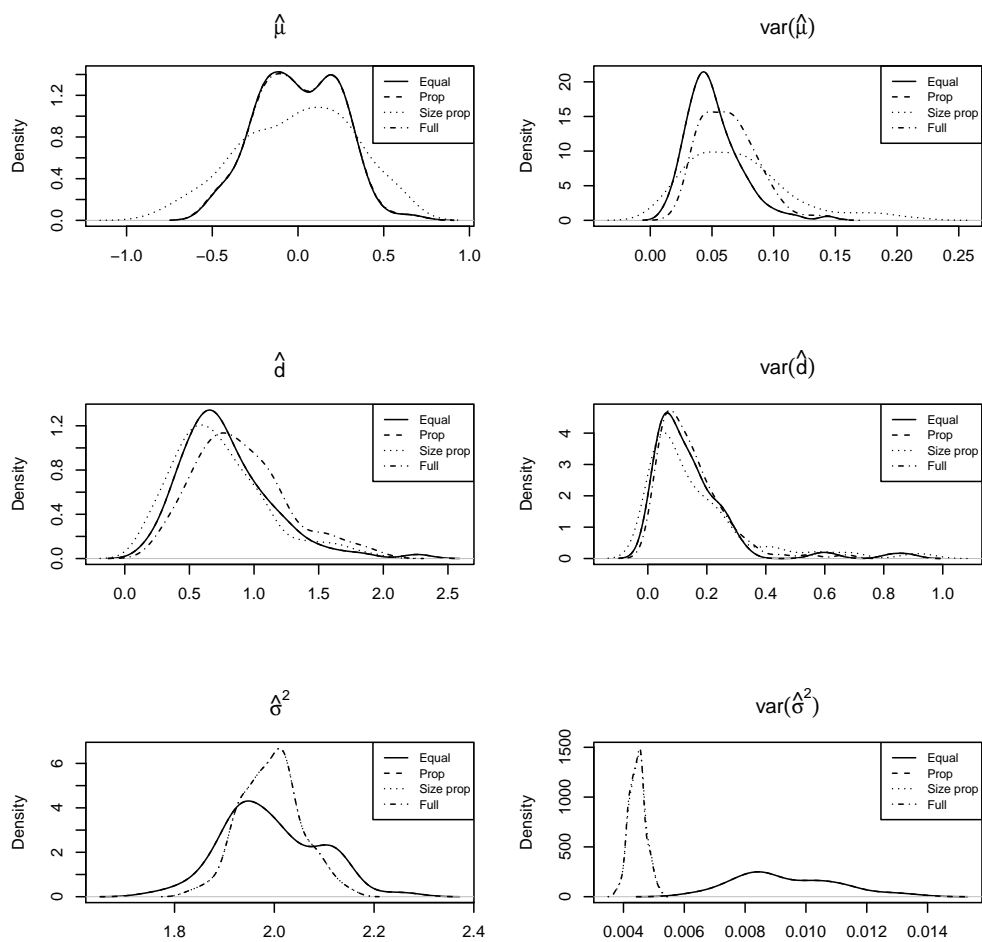 μ̂
Density
0.0 0.4 0.8 1.2
−1.0 −0.5 0.0 0.5 1.0
Equal
Prop
Size prop
Full
var(μ̂)
Density
0 5 10 15 20
0.00 0.05 0.10 0.15 0.20 0.25
Equal
Prop
Size prop
Full
d̂
Density
0.0 0.4 0.8 1.2
0.0 0.5 1.0 1.5 2.0 2.5
Equal
Prop
Size prop
Full
var(d̂)
Density
0 1 2 3 4
0.0 0.2 0.4 0.6 0.8 1.0
Equal
Prop
Size prop
Full
σ̂²
Density
0 2 4 6
1.8 2.0 2.2 2.4
Equal
Prop
Size prop
Full
var(σ̂²)
Density
0 500 1000 1500
0.004 0.006 0.008 0.010 0.012 0.014
Equal
Prop
Size prop
Full